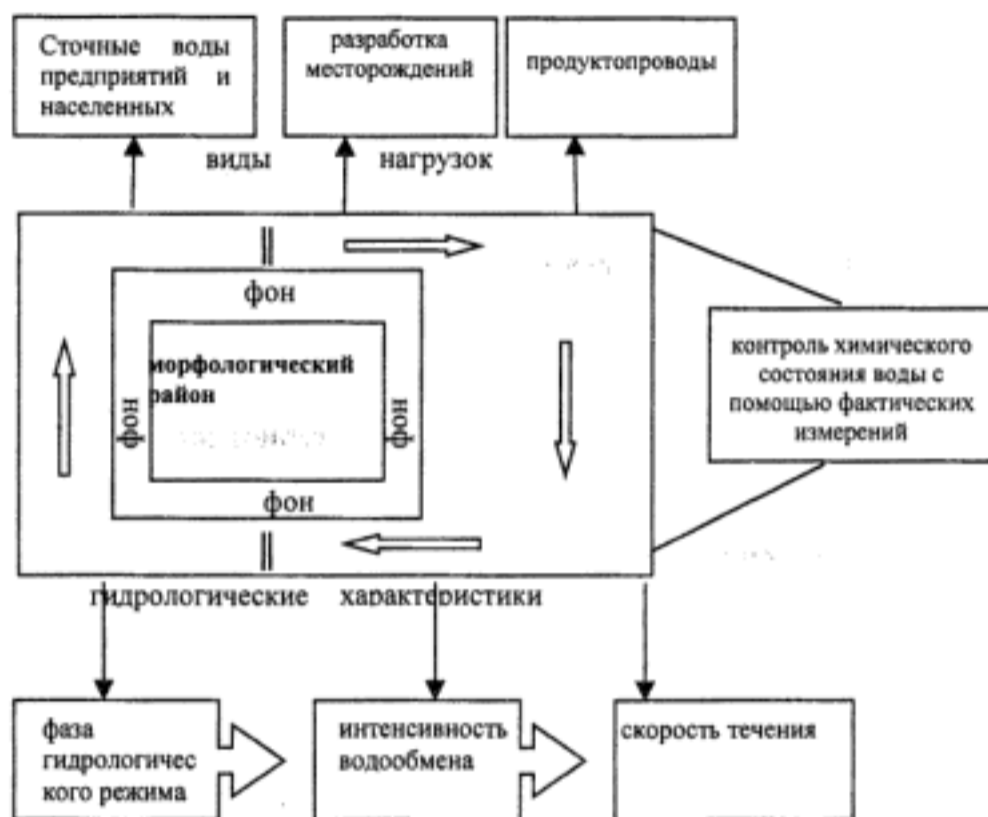 Сточные воды
предприятий и
населенных
разработка
месторождений
продуктопроводы
виды нагрузок
фон
морфологический
район
фон
фон
фон
контроль химического
состояния воды с
помощью фактических
измерений
гидрологические характеристики
фаза
гидрологичес
кого режима
интенсивность
водообмена
скорость течения